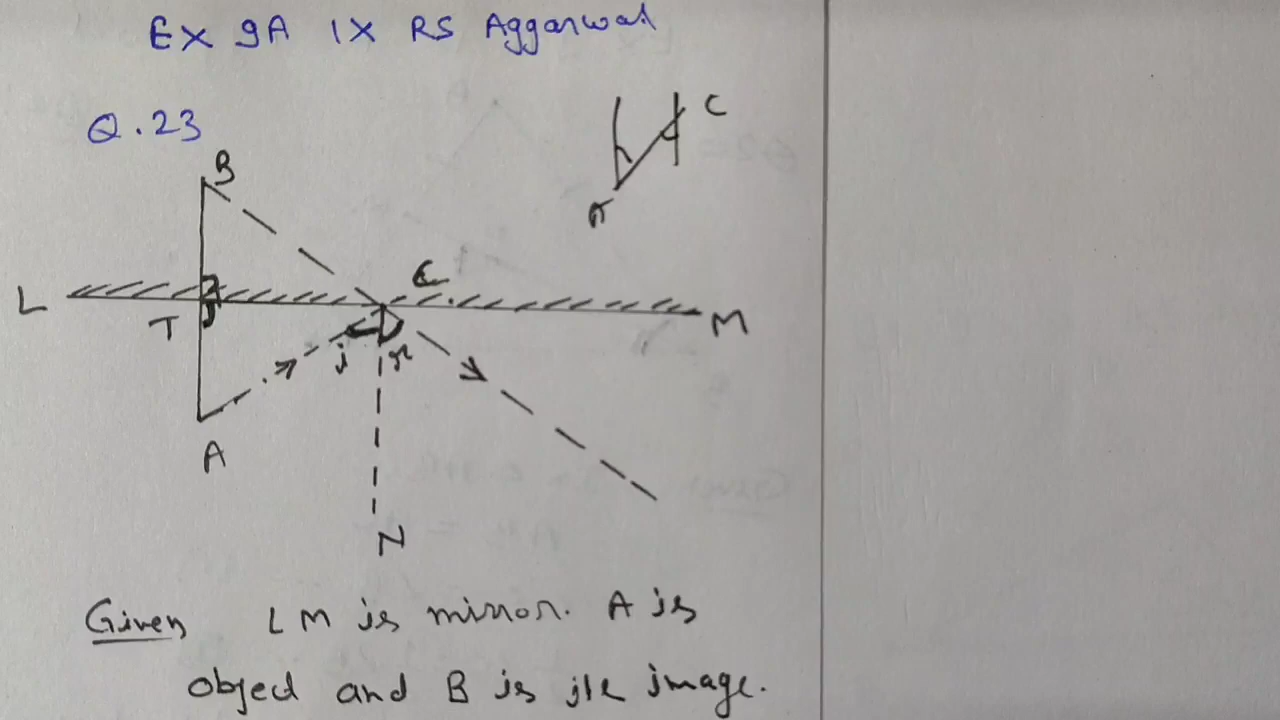 Ex 9A IX RS Aggarwal
Q.23
B
C
A
L
T
C
M
i
r
A
N
Given LM is mirror. A is
object and B is its image.